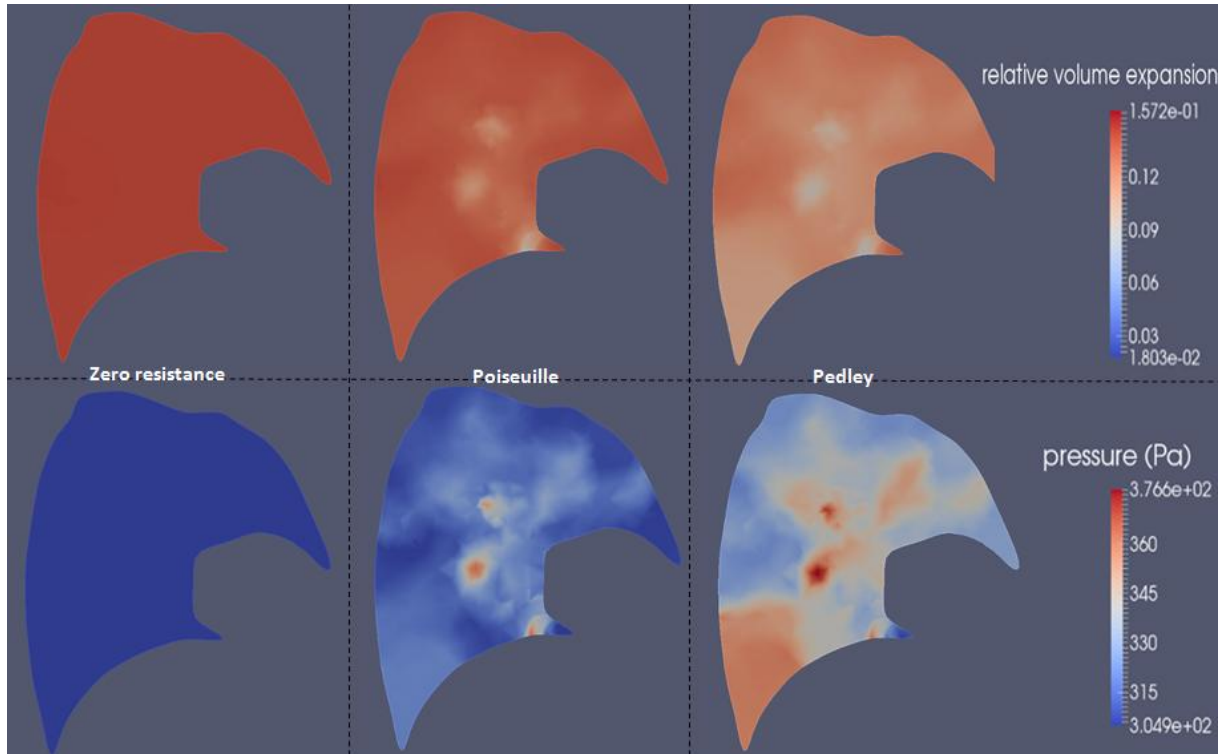 relative volume expansion
1.572e-01
0.12
0.09
0.06
0.03
1.803e-02
Zero resistance
Poiseuille
Pedley
pressure (Pa)
3.766e+02
360
345
330
315
3.049e+02